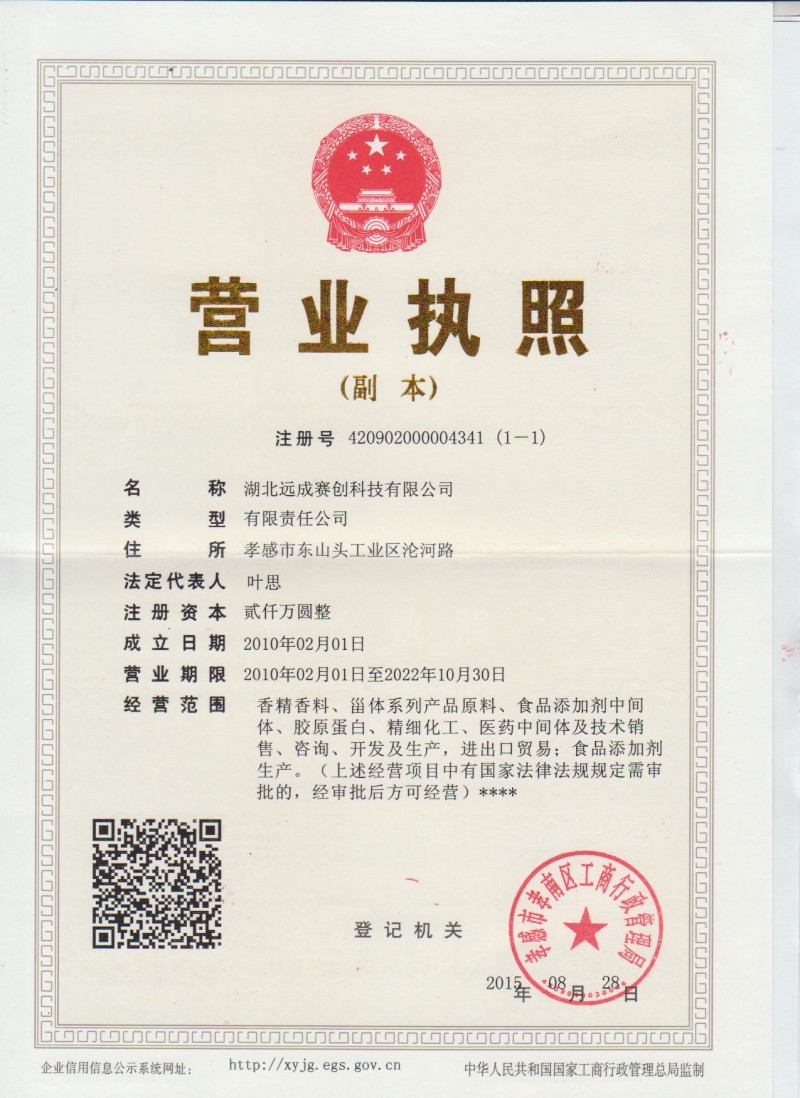 营业执照
(副 本)
注册号 420902000004341 (1-1)
名称 湖北远成赛创科技有限公司
类型 有限责任公司
住所 孝感市东山头工业区沦河路
法定代表人 叶思
注册资本 贰仟万圆整
成立日期 2010年02月01日
营业期限 2010年02月01日至2022年10月30日
经营范围 香精香料、甾体系列产品原料、食品添加剂中间
体、胶原蛋白、精细化工、医药中间体及技术销
售、咨询、开发及生产，进出口贸易；食品添加剂
生产。（上述经营项目中有国家法律法规规定需审
批的，经审批后方可经营）****
孝感市孝南区工商行政管理局
登记机关
2015年08月28日
企业信用信息公示系统网址： http://xyjg.egs.gov.cn 中华人民共和国国家工商行政管理总局监制